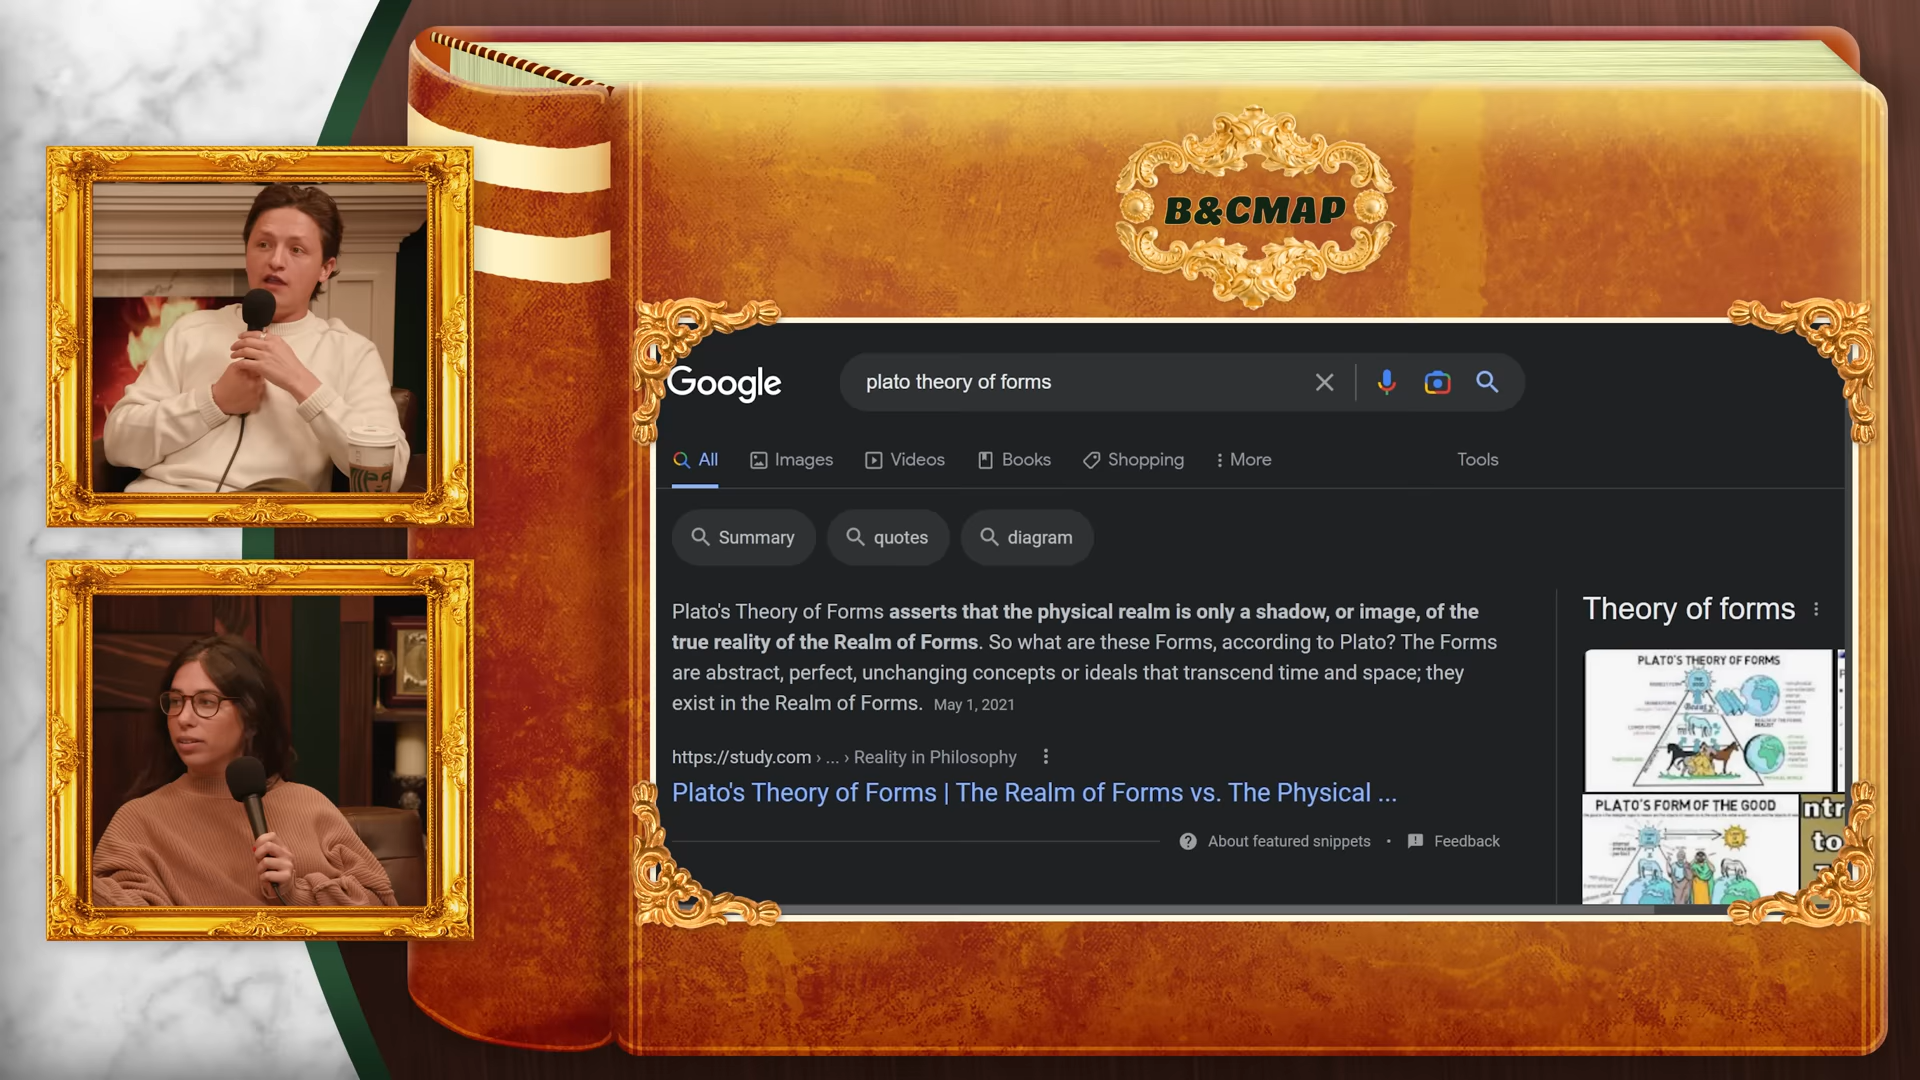 B&CMAP
Google
plato theory of forms
All
Images
Videos
Books
Shopping
More
Tools
Summary
quotes
diagram
Plato's Theory of Forms asserts that the physical realm is only a shadow, or image, of the
true reality of the Realm of Forms. So what are these Forms, according to Plato? The Forms
are abstract, perfect, unchanging concepts or ideals that transcend time and space; they
exist in the Realm of Forms. May 1, 2021
https://study.com › ... › Reality in Philosophy
Plato's Theory of Forms | The Realm of Forms vs. The Physical ...
About featured snippets
•
Feedback
Theory of forms
PLATO'S THEORY OF FORMS
Beauty
PLATO'S FORM OF THE GOOD
ntr
to